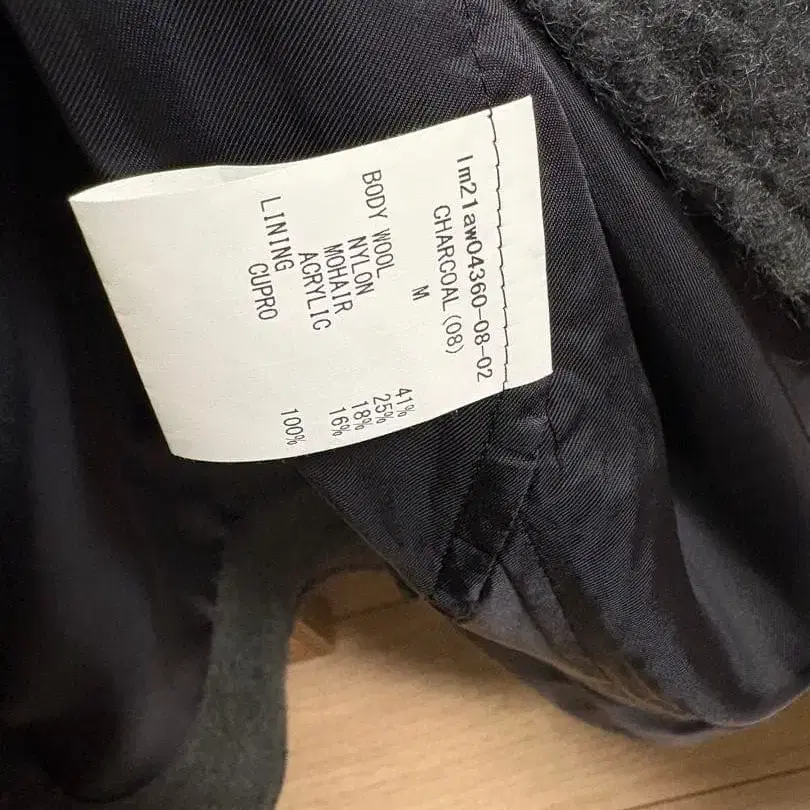 lm21aw04360-08-02
CHARCOAL(08)
M
BODY WOOL 41%
NYLON 25%
MOHAIR 18%
ACRYLIC 16%
LINING
CUPRO 100%